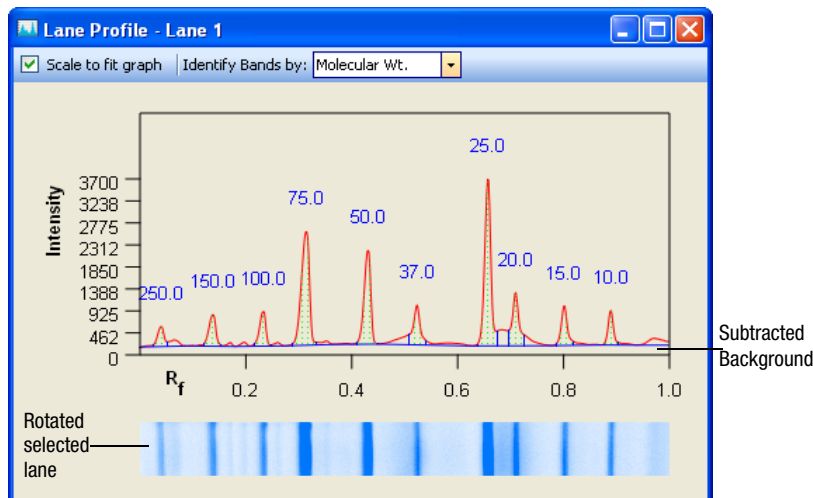 Lane Profile - Lane 1
Scale to fit graph
Identify Bands by: Molecular Wt.
Intensity
3700
3238
2775
2312
1850
1388
925
462
0
250.0
150.0
100.0
75.0
50.0
37.0
25.0
20.0
15.0
10.0
Rf
0.2
0.4
0.6
0.8
1.0
Subtracted
Background
Rotated
selected
lane